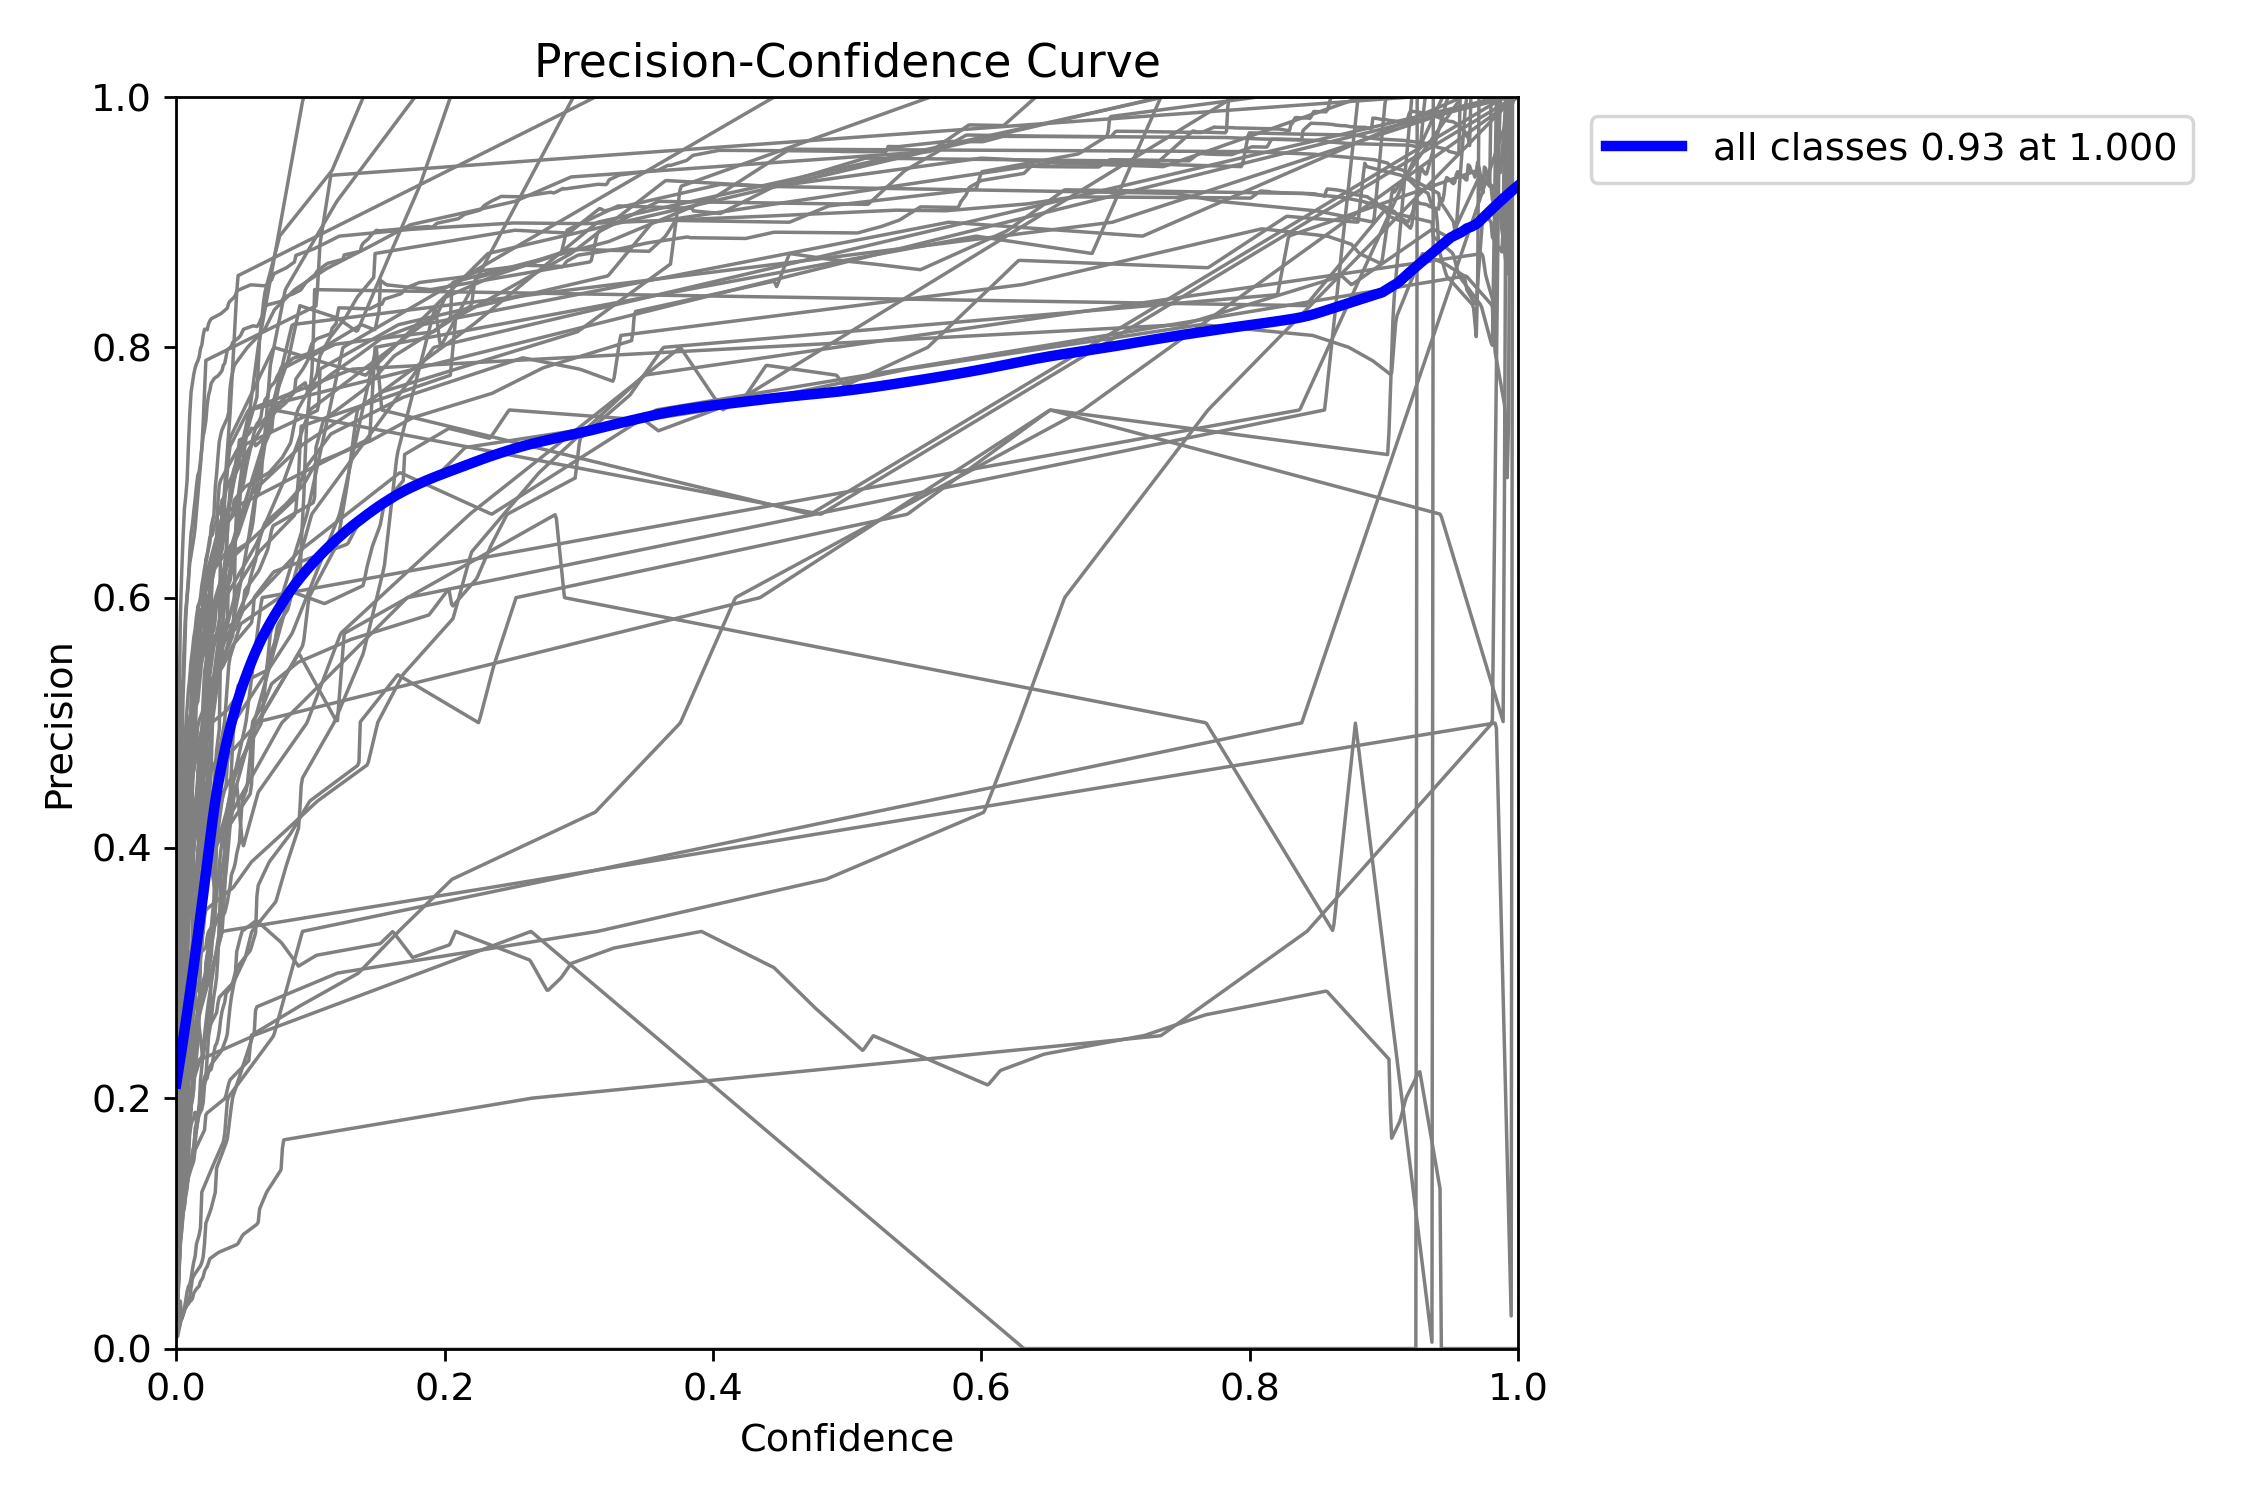 Precision-Confidence Curve
all classes 0.93 at 1.000
1.0
0.8
0.6
0.4
0.2
0.0
Precision
0.0 0.2 0.4 0.6 0.8 1.0
Confidence